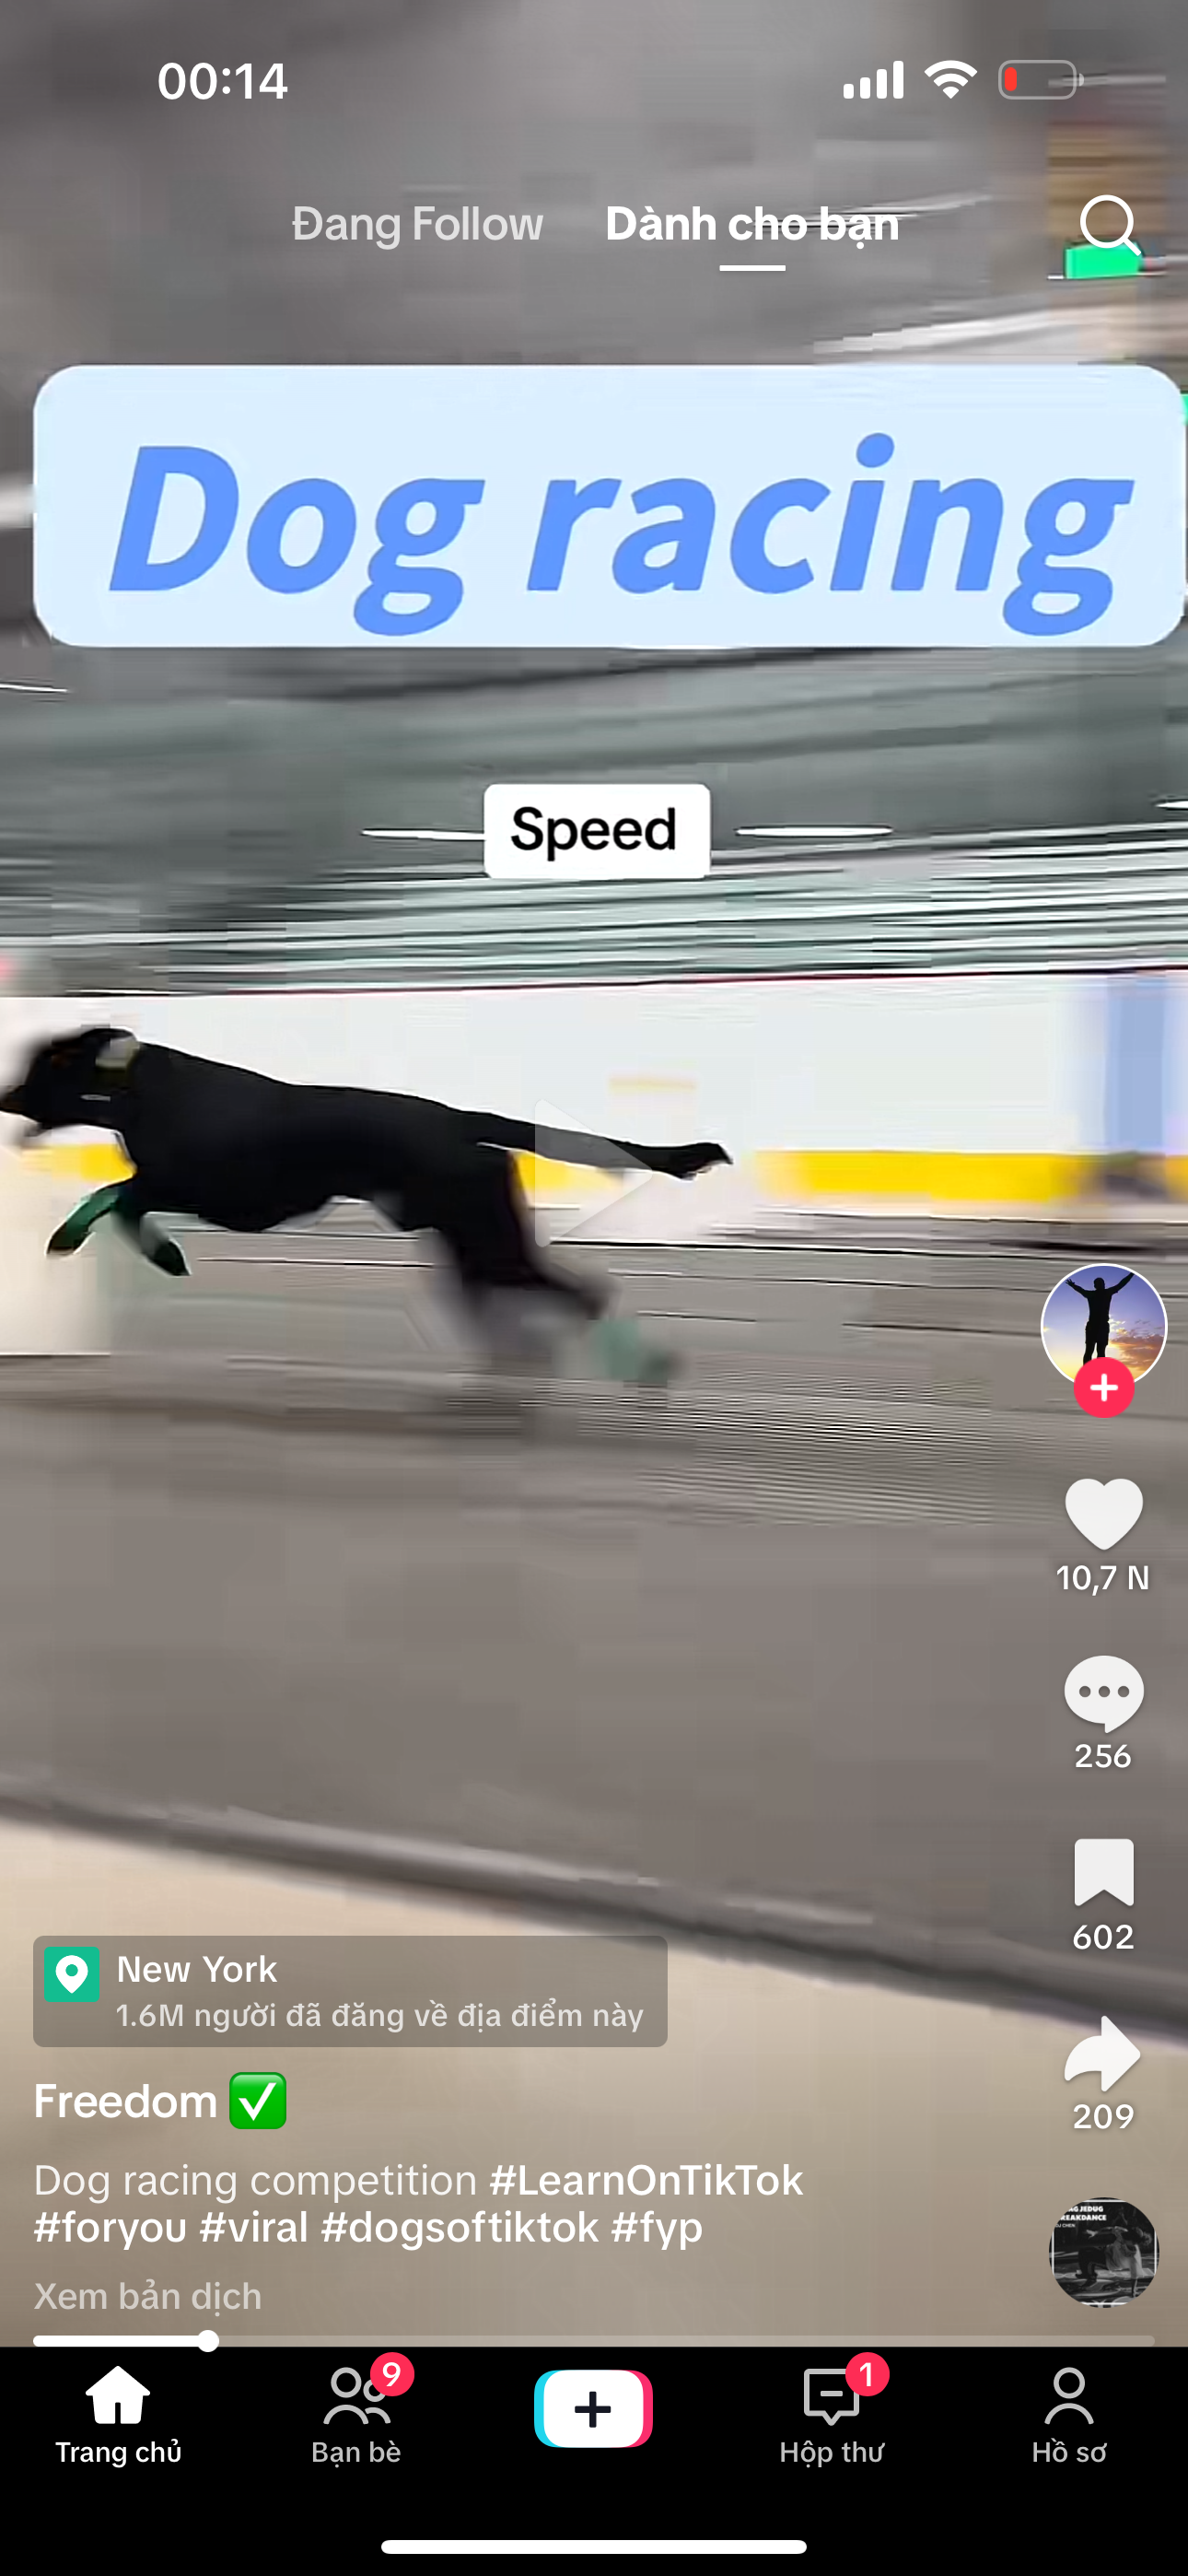 00:14
Đang Follow
Dành cho bạn
Dog racing
Speed
10,7 N
256
602
209
New York
1.6M người đã đăng về địa điểm này
Freedom ✅
Dog racing competition #LearnOnTikTok
#foryou #viral #dogsoftiktok #fyp
Xem bản dịch
9
1
Trang chủ
Bạn bè
Hộp thư
Hồ sơ